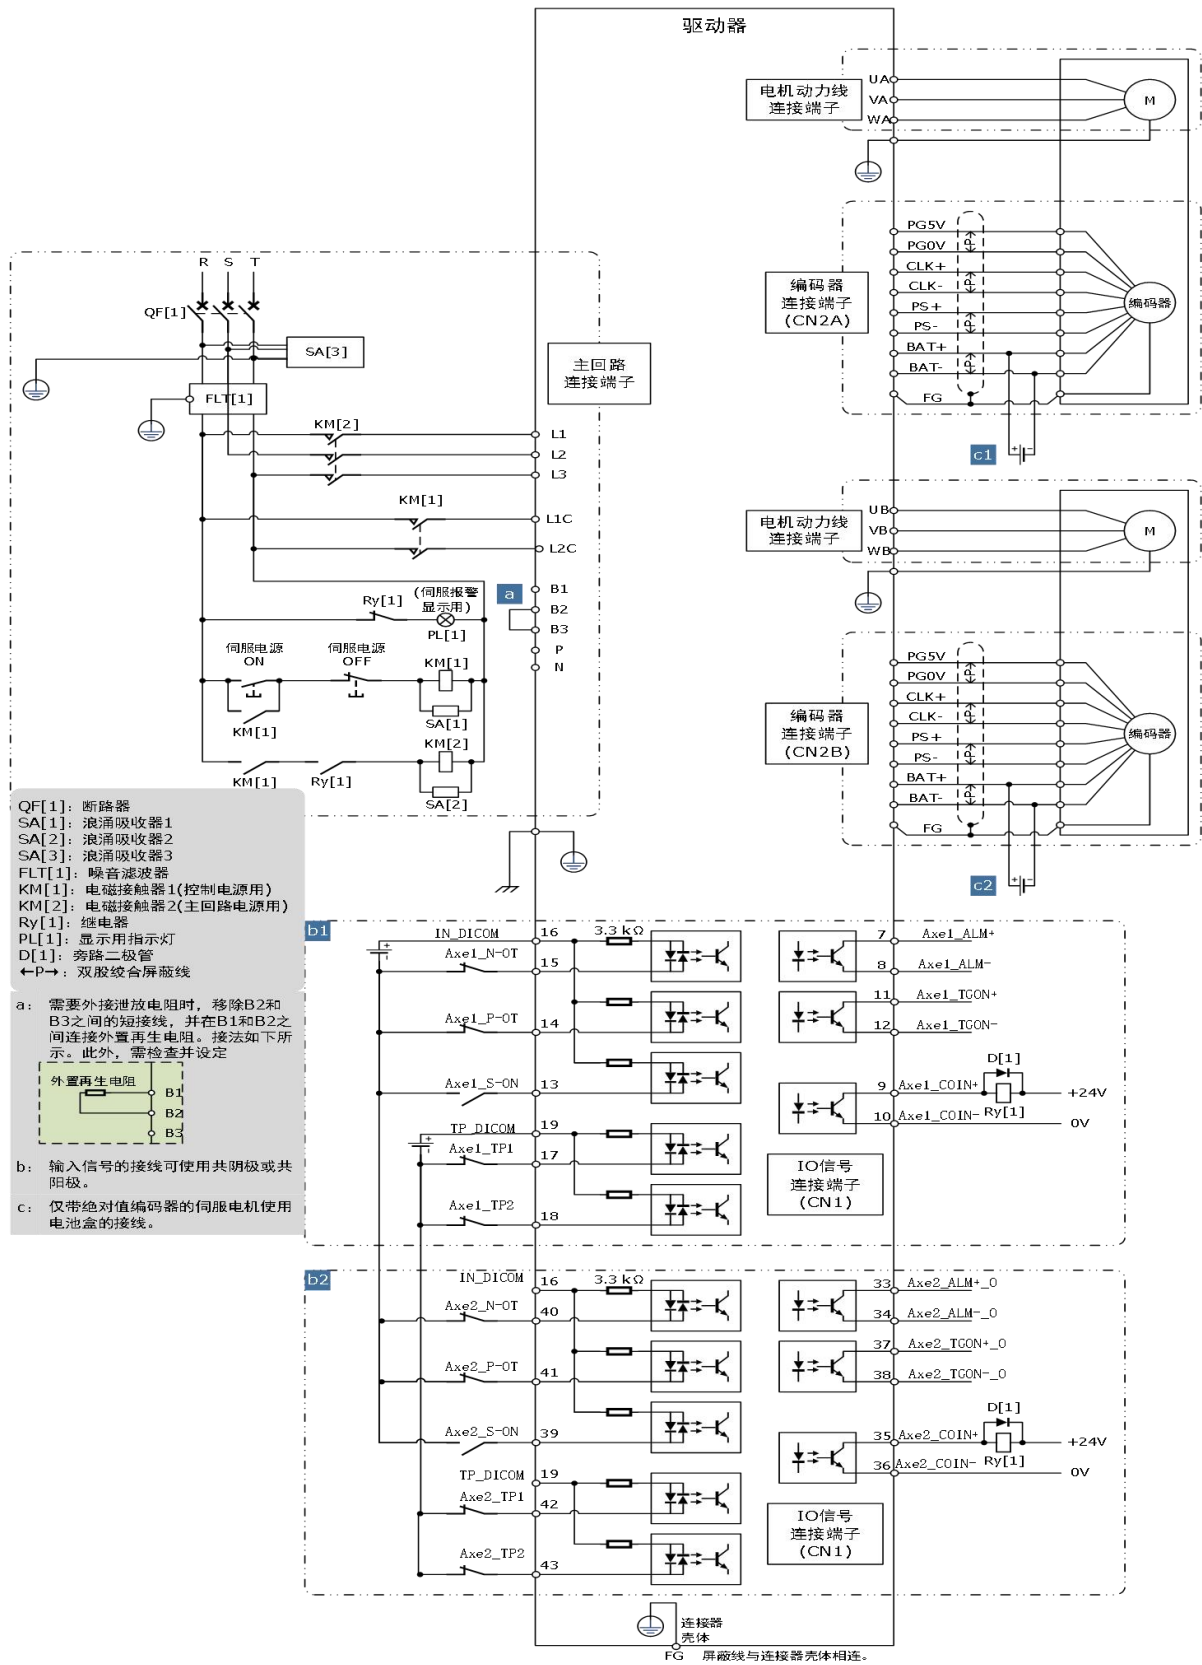 驱动器
电机动力线
连接端子
UA
VA
WA
M
编码器
连接端子
(CN2A)
PG5V
PG0V
CLK+
CLK-
PS+
PS-
BAT+
BAT-
FG
←P→
←P→
←P→
←P→
编码器
c1
+ -
电机动力线
连接端子
UB
VB
WB
M
编码器
连接端子
(CN2B)
PG5V
PG0V
CLK+
CLK-
PS+
PS-
BAT+
BAT-
FG
←P→
←P→
←P→
←P→
编码器
c2
+ -
R S T
QF[1]
SA[3]
FLT[1]
主回路
连接端子
KM[2]
L1
L2
L3
KM[1]
L1C
L2C
a
B1
B2
B3
P
N
Ry[1]
(伺服报警
显示用)
PL[1]
伺服电源
ON
伺服电源
OFF
KM[1]
SA[1]
KM[1]
KM[2]
KM[1]
Ry[1]
SA[2]
QF[1]：断路器
SA[1]：浪涌吸收器1
SA[2]：浪涌吸收器2
SA[3]：浪涌吸收器3
FLT[1]：噪音滤波器
KM[1]：电磁接触器1(控制电源用)
KM[2]：电磁接触器2(主回路电源用)
Ry[1]：继电器
PL[1]：显示用指示灯
D[1]：旁路二极管
←P→：双股绞合屏蔽线
a： 需要外接泄放电阻时，移除B2和
B3之间的短接线，并在B1和B2之
间连接外置再生电阻。接法如下所
示。此外，需检查并设定
外置再生电阻
B1
B2
B3
b： 输入信号的接线可使用共阴极或共
阳极。
c： 仅带绝对值编码器的伺服电机使用
电池盒的接线。
b1
IN_DICOM 16 3.3 kΩ
Axe1_N-OT 15
Axe1_P-OT 14
Axe1_S-ON 13
TP_DICOM 19
Axe1_TP1 17
Axe1_TP2 18
7 Axe1_ALM+
8 Axe1_ALM-
11 Axe1_TGON+
12 Axe1_TGON-
D[1]
9 Axe1_COIN+
Ry[1]
+24V
10 Axe1_COIN-
0V
IO信号
连接端子
(CN1)
b2
IN_DICOM 16 3.3 kΩ
Axe2_N-OT 40
Axe2_P-OT 41
Axe2_S-ON 39
TP_DICOM 19
Axe2_TP1 42
Axe2_TP2 43
33 Axe2_ALM+_O
34 Axe2_ALM-_O
37 Axe2_TGON+_O
38 Axe2_TGON-_O
D[1]
35 Axe2_COIN+
Ry[1]
+24V
36 Axe2_COIN-
0V
IO信号
连接端子
(CN1)
连接器
壳体
FG 屏蔽线与连接器壳体相连。